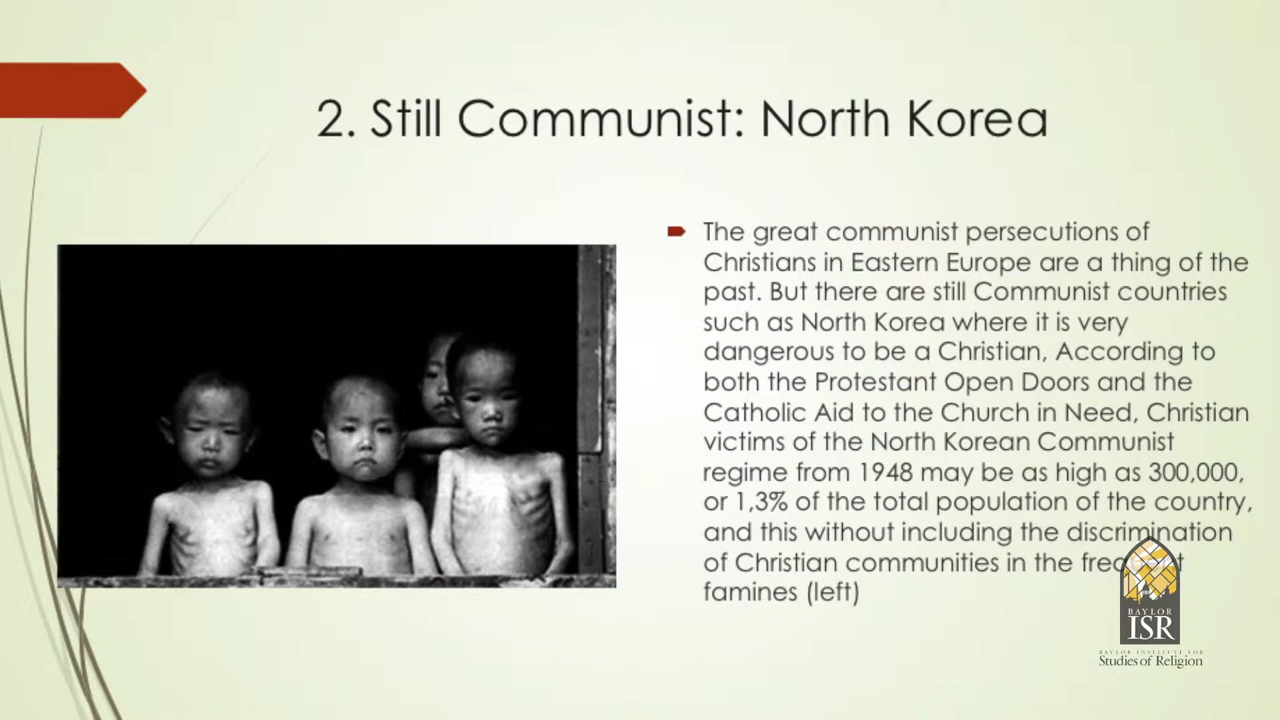 2. Still Communist: North Korea
The great communist persecutions of
Christians in Eastern Europe are a thing of the
past. But there are still Communist countries
such as North Korea where it is very
dangerous to be a Christian, According to
both the Protestant Open Doors and the
Catholic Aid to the Church in Need, Christian
victims of the North Korean Communist
regime from 1948 may be as high as 300,000,
or 1,3% of the total population of the country,
and this without including the discrimination
of Christian communities in the
famines (left)
BAYLOR
ISR
BAYLOR INSTITUTE FOR
Studies of Religion